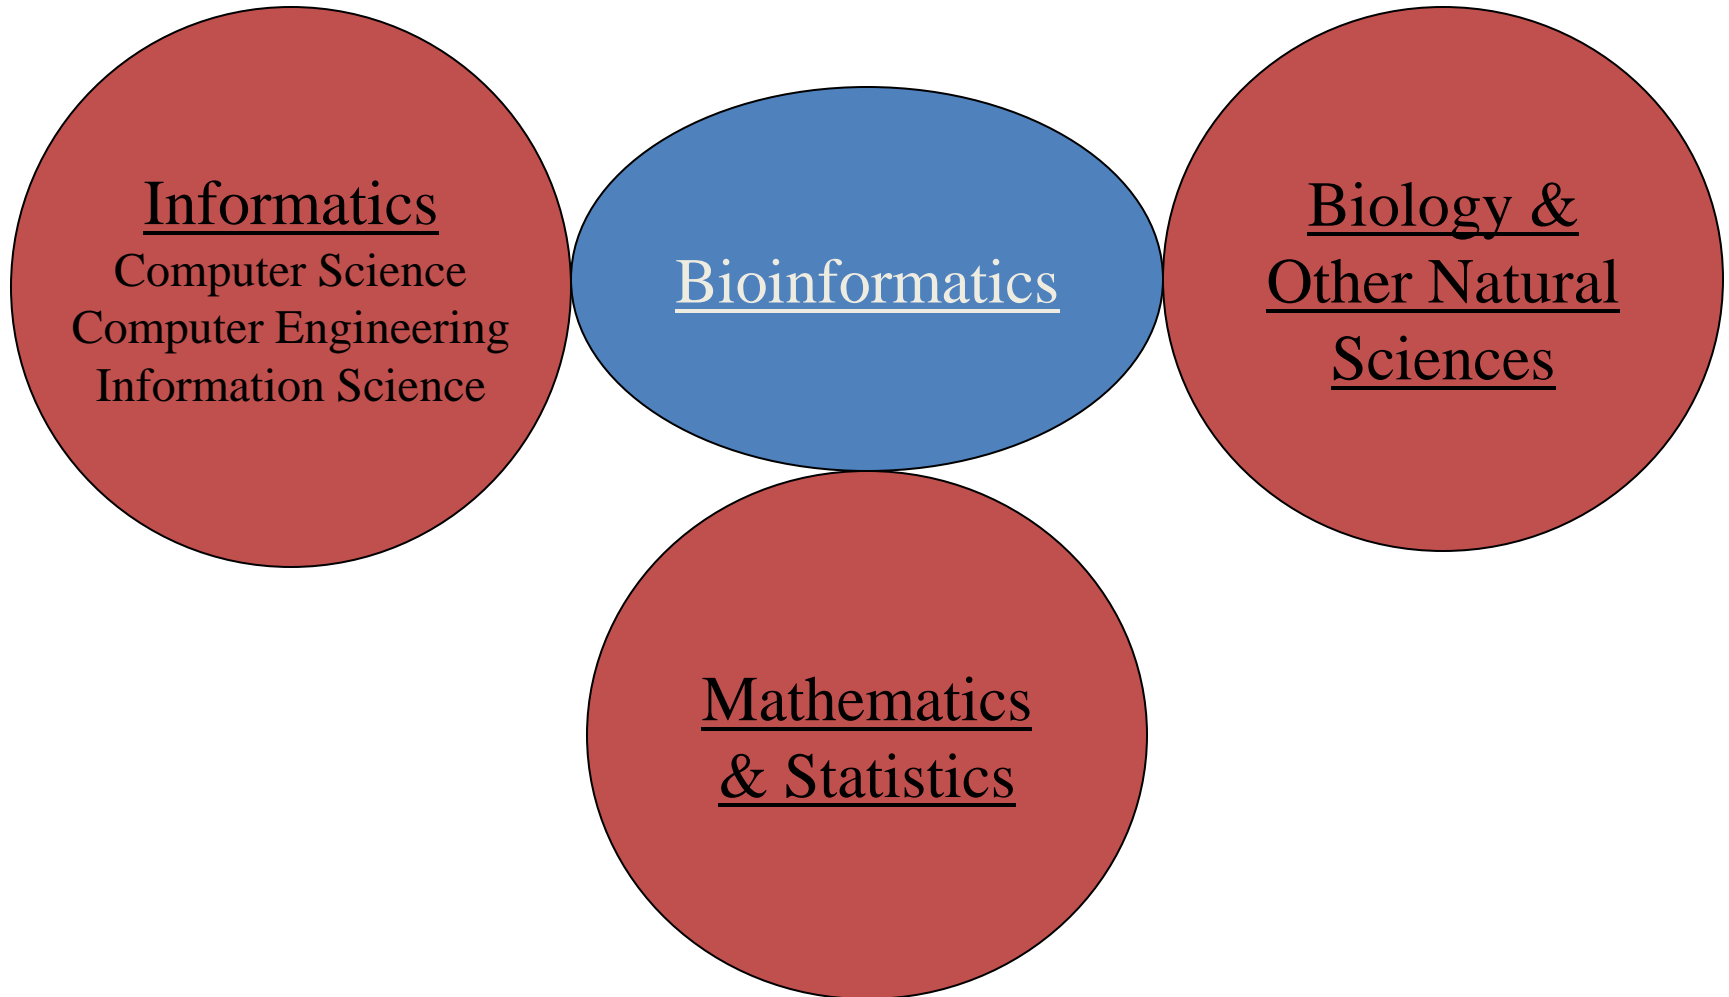 Informatics
Computer Science
Computer Engineering
Information Science
Bioinformatics
Biology &
Other Natural
Sciences
Mathematics
& Statistics